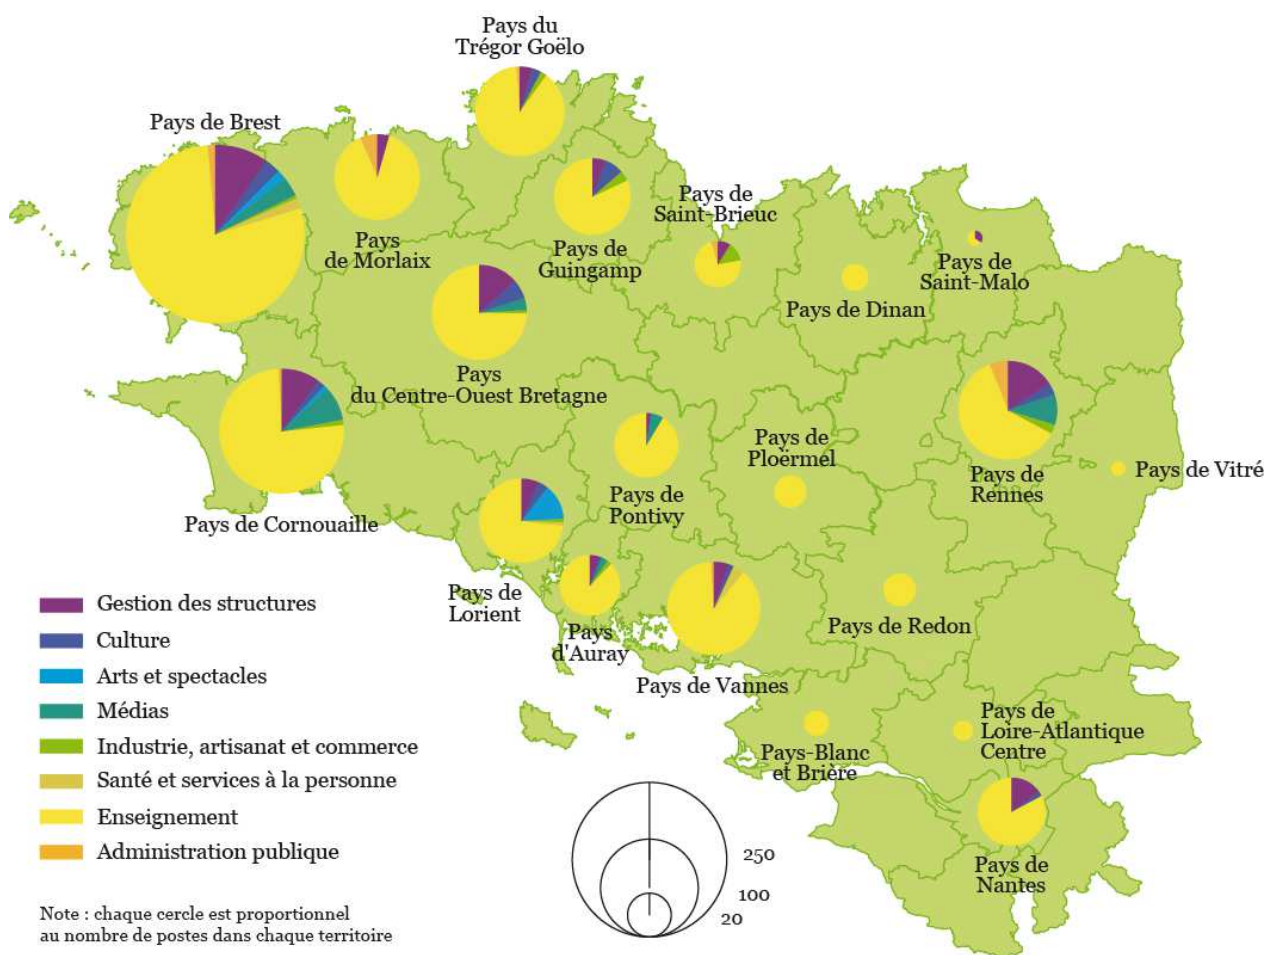 Pays du
Trégor Goëlo
Pays de Brest
Pays
de Morlaix
Pays de
Guingamp
Pays de
Saint-Brieuc
Pays de Dinan
Pays de
Saint-Malo
Pays
du Centre-Ouest Bretagne
Pays de Cornouaille
Pays de
Pontivy
Pays de
Ploërmel
Pays de
Rennes
Pays de Vitré
Pays de
Lorient
Pays
d'Auray
Pays de Vannes
Pays de Redon
Pays-Blanc
et Brière
Pays de
Loire-Atlantique
Centre
Pays de
Nantes
Gestion des structures
Culture
Arts et spectacles
Médias
Industrie, artisanat et commerce
Santé et services à la personne
Enseignement
Administration publique
Note : chaque cercle est proportionnel
au nombre de postes dans chaque territoire
250
100
20